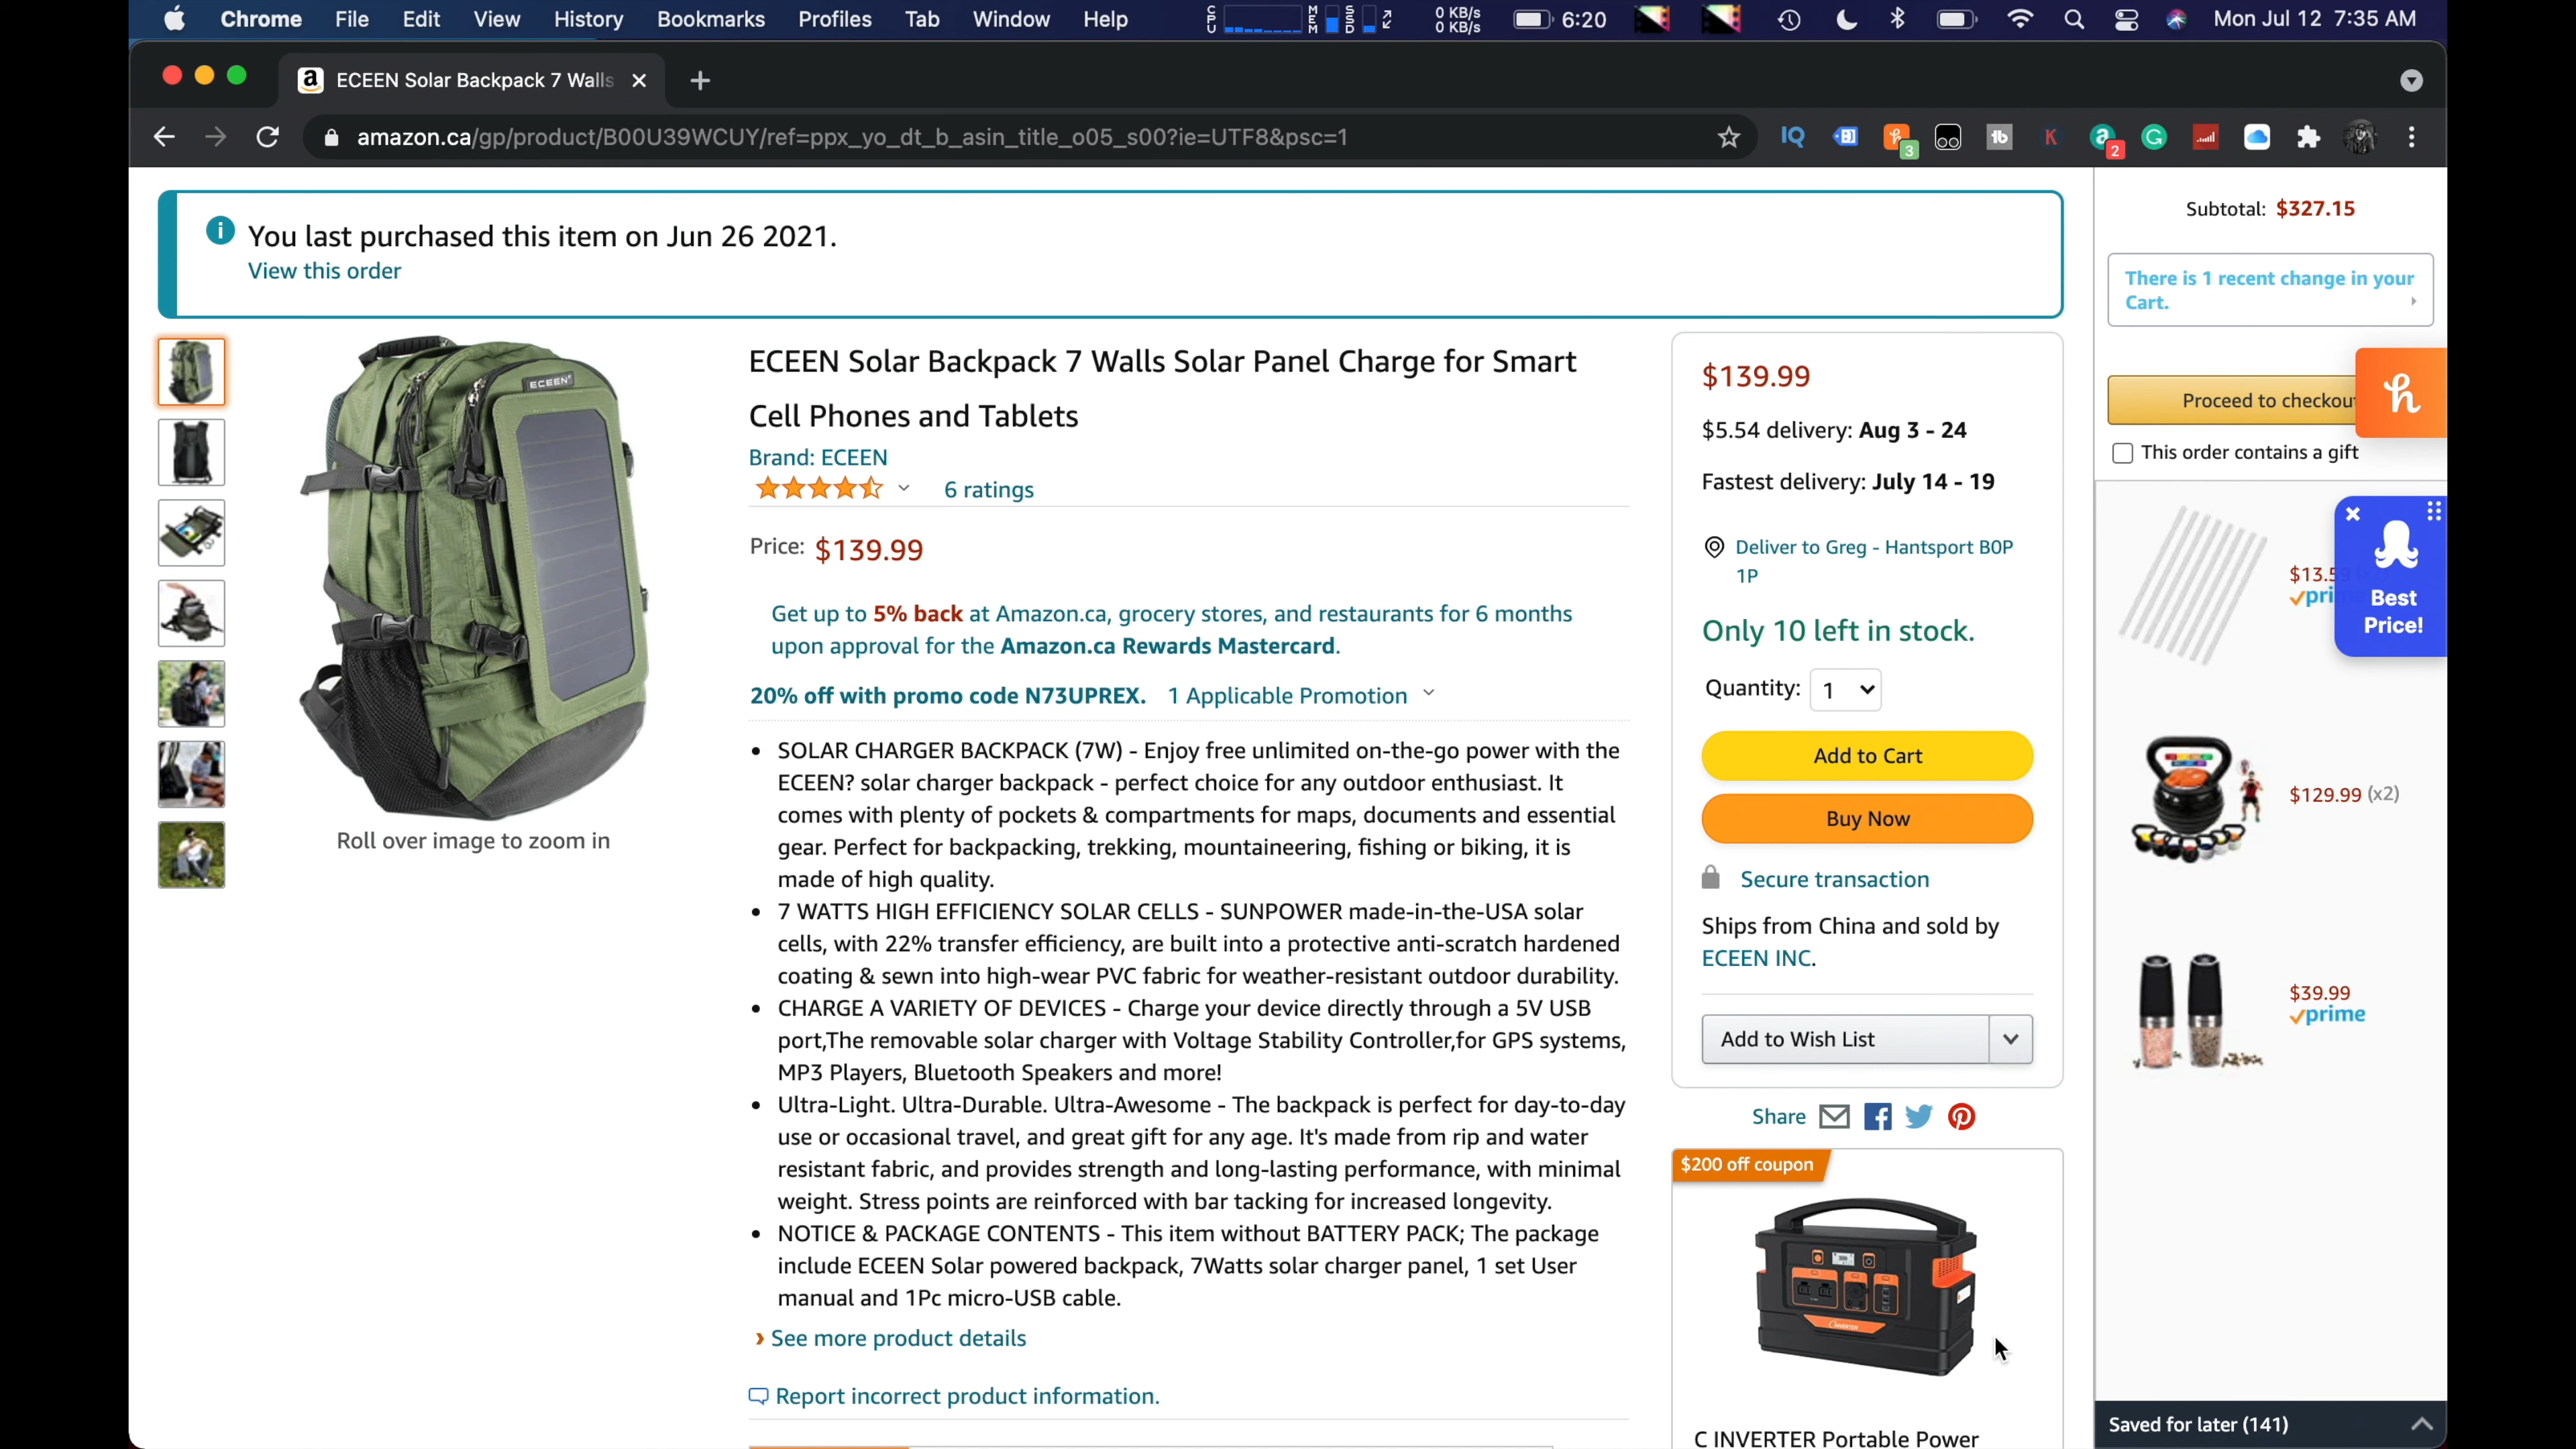 Chrome File Edit View History Bookmarks Profiles Tab Window Help
CPU MEM SSD 0 KB/s 0 KB/s 6:20 Mon Jul 12 7:35 AM
ECEEN Solar Backpack 7 Walls
amazon.ca/gp/product/B00U39WCUY/ref=ppx_yo_dt_b_asin_title_o05_s00?ie=UTF8&psc=1
IQ 3 tb K a 2 G
You last purchased this item on Jun 26 2021.
View this order
ECEEN
Roll over image to zoom in
ECEEN Solar Backpack 7 Walls Solar Panel Charge for Smart
Cell Phones and Tablets
Brand: ECEEN
6 ratings
Price: $139.99
Get up to 5% back at Amazon.ca, grocery stores, and restaurants for 6 months
upon approval for the Amazon.ca Rewards Mastercard.
20% off with promo code N73UPREX. 1 Applicable Promotion
• SOLAR CHARGER BACKPACK (7W) - Enjoy free unlimited on-the-go power with the
ECEEN? solar charger backpack - perfect choice for any outdoor enthusiast. It
comes with plenty of pockets & compartments for maps, documents and essential
gear. Perfect for backpacking, trekking, mountaineering, fishing or biking, it is
made of high quality.
• 7 WATTS HIGH EFFICIENCY SOLAR CELLS - SUNPOWER made-in-the-USA solar
cells, with 22% transfer efficiency, are built into a protective anti-scratch hardened
coating & sewn into high-wear PVC fabric for weather-resistant outdoor durability.
• CHARGE A VARIETY OF DEVICES - Charge your device directly through a 5V USB
port,The removable solar charger with Voltage Stability Controller,for GPS systems,
MP3 Players, Bluetooth Speakers and more!
• Ultra-Light. Ultra-Durable. Ultra-Awesome - The backpack is perfect for day-to-day
use or occasional travel, and great gift for any age. It's made from rip and water
resistant fabric, and provides strength and long-lasting performance, with minimal
weight. Stress points are reinforced with bar tacking for increased longevity.
• NOTICE & PACKAGE CONTENTS - This item without BATTERY PACK; The package
include ECEEN Solar powered backpack, 7Watts solar charger panel, 1 set User
manual and 1Pc micro-USB cable.
› See more product details
Report incorrect product information.
$139.99
$5.54 delivery: Aug 3 - 24
Fastest delivery: July 14 - 19
Deliver to Greg - Hantsport B0P
1P
Only 10 left in stock.
Quantity: 1
Add to Cart
Buy Now
Secure transaction
Ships from China and sold by
ECEEN INC.
Add to Wish List
Share
$200 off coupon
C INVERTER Portable Power
Subtotal: $327.15
There is 1 recent change in your
Cart.
Proceed to checkout
This order contains a gift
prime
Best
Price!
$129.99 (x2)
$39.99
prime
Saved for later (141)